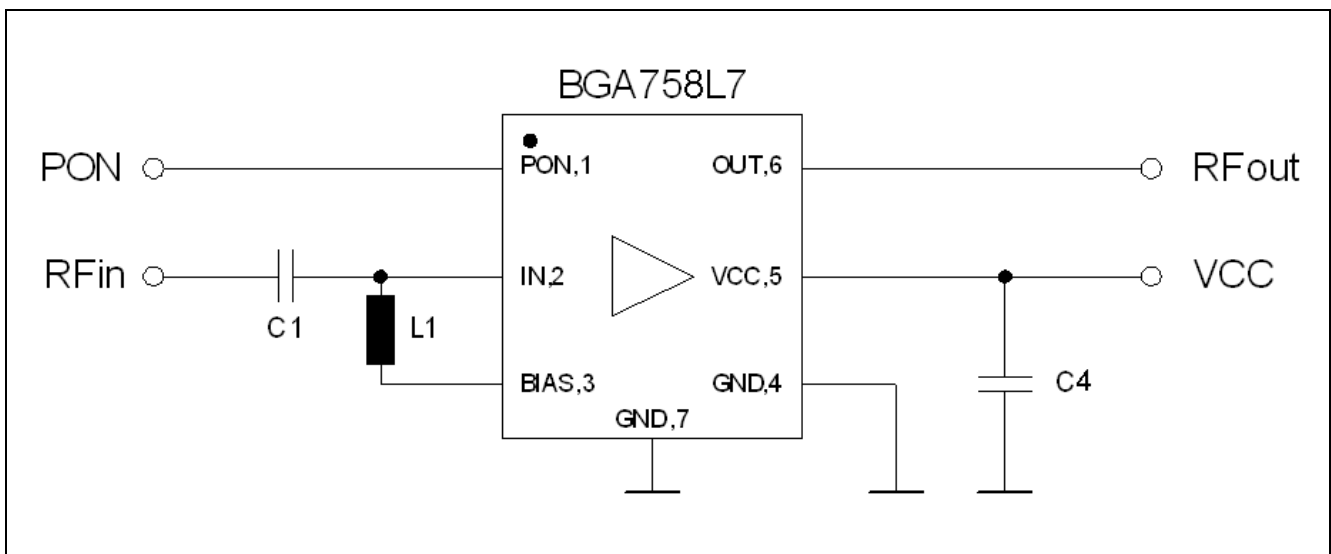 BGA758L7
PON
PON,1
OUT,6
RFout
RFin
C1
L1
IN,2
VCC,5
VCC
BIAS,3
GND,4
C4
GND,7